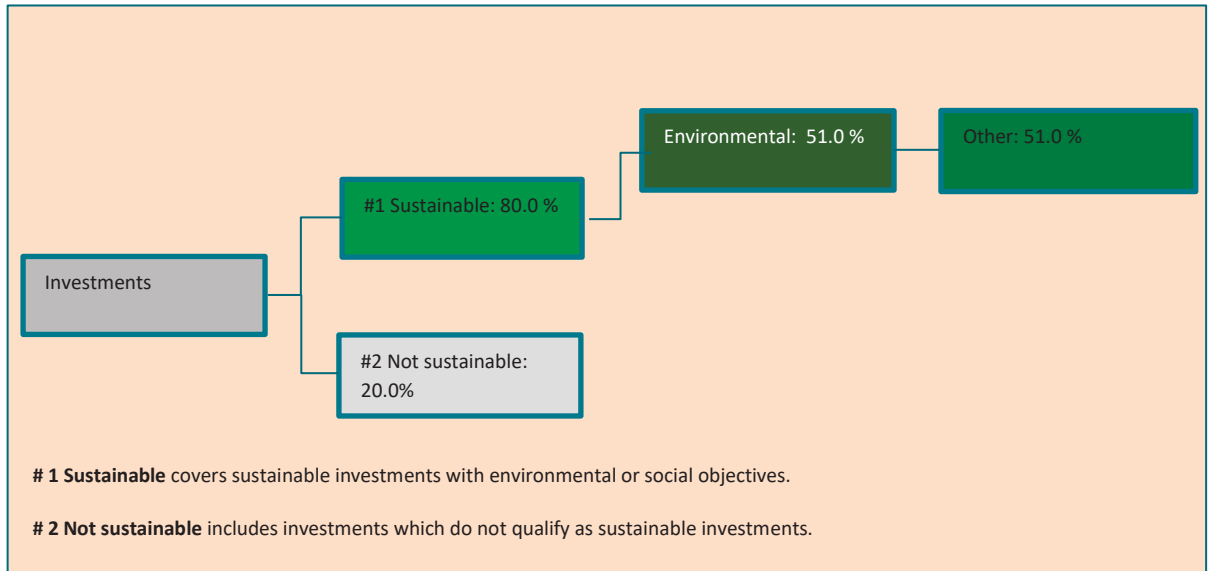 Environmental:  51.0 %
Other: 51.0 %
#1 Sustainable: 80.0 %
Investments
#2 Not sustainable:
20.0%
# 1 Sustainable covers sustainable investments with environmental or social objectives.
# 2 Not sustainable includes investments which do not qualify as sustainable investments.